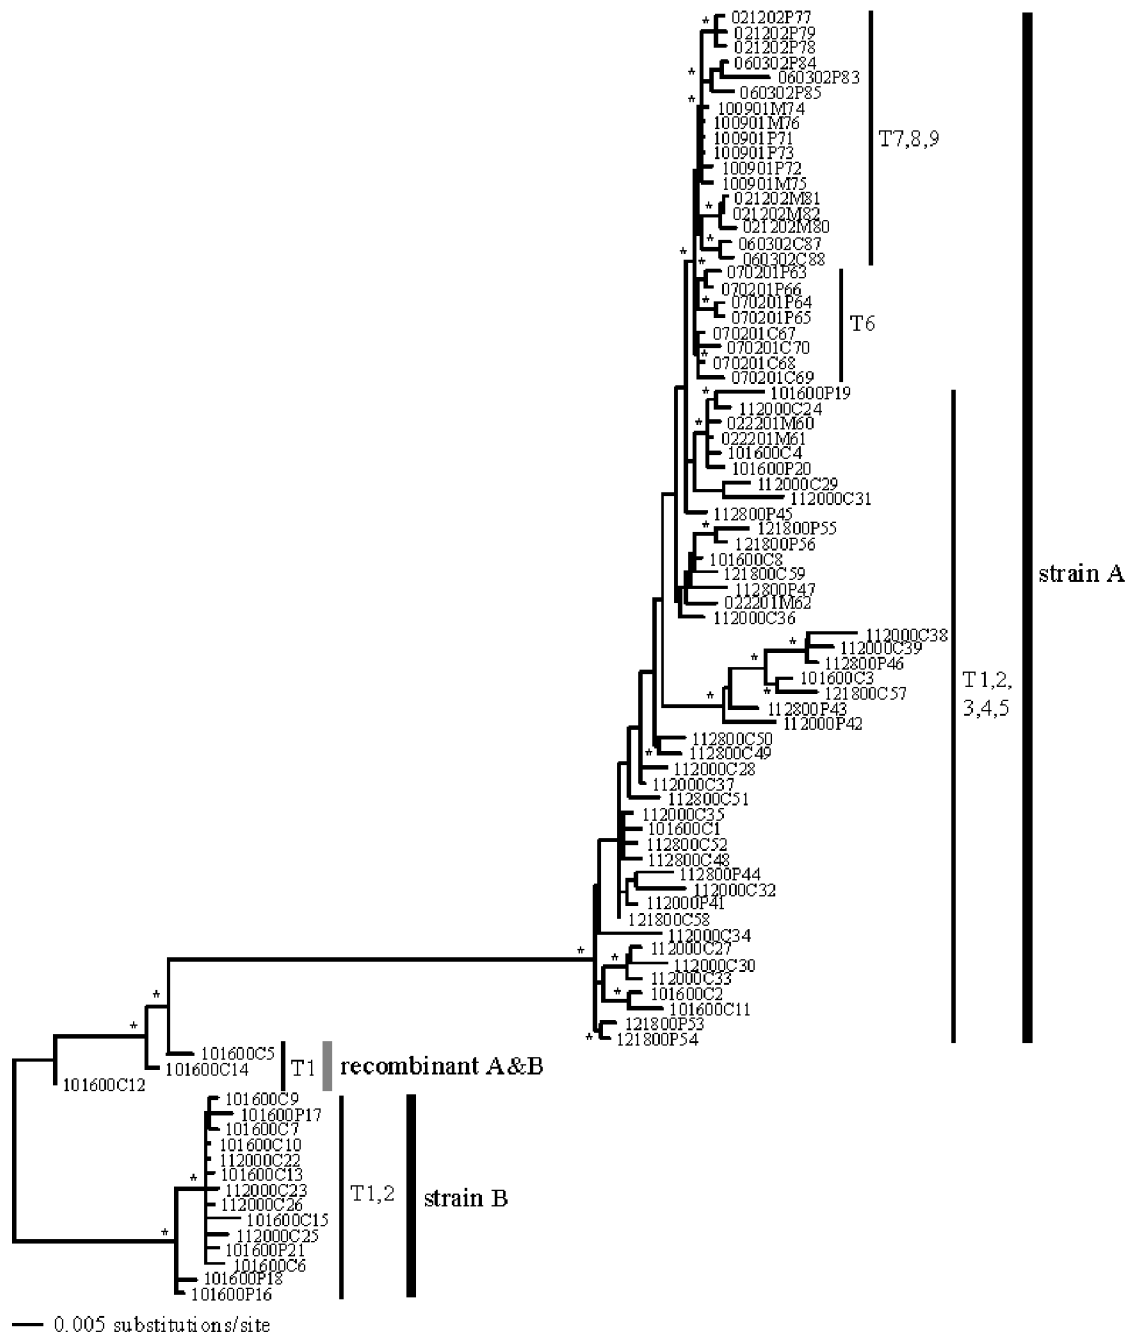 021202P77
021202P79
021202P78
060302P84
060302P83
060302P85
100901M74
100901M76
100901P71
100901P73
100901P72
100901M75
021202M81
021202M82
021202M80
060302C87
060302C88
T7,8,9
070201P63
070201P66
070201P64
070201P65
070201C67
070201C70
070201C68
070201C69
T6
101600P19
112000C24
022201M60
022201M61
101600C4
101600P20
112000C29
112000C31
112800P45
121800P55
121800P56
101600C8
121800C59
112800P47
022201M62
112000C36
strain A
112000C38
112000C39
112800P46
101600C3
121800C57
112800P43
112000P42
T1,2,
3,4,5
112800C50
112800C49
112000C28
112000C37
112800C51
112000C35
101600C1
112800C52
112800C48
112800P44
112000C32
112000P41
121800C58
112000C34
112000C27
112000C30
112000C33
101600C2
101600C11
121800P53
121800P54
101600C5
101600C14
101600C12
T1
recombinant A&B
101600C9
101600P17
101600C7
101600C10
112000C22
101600C13
112000C23
112000C26
101600C15
112000C25
101600P21
101600C6
101600P18
101600P16
T1,2
strain B
0.005 substitutions/site
* * * * * * * * * * * * * * * * * * * * * * * * * *